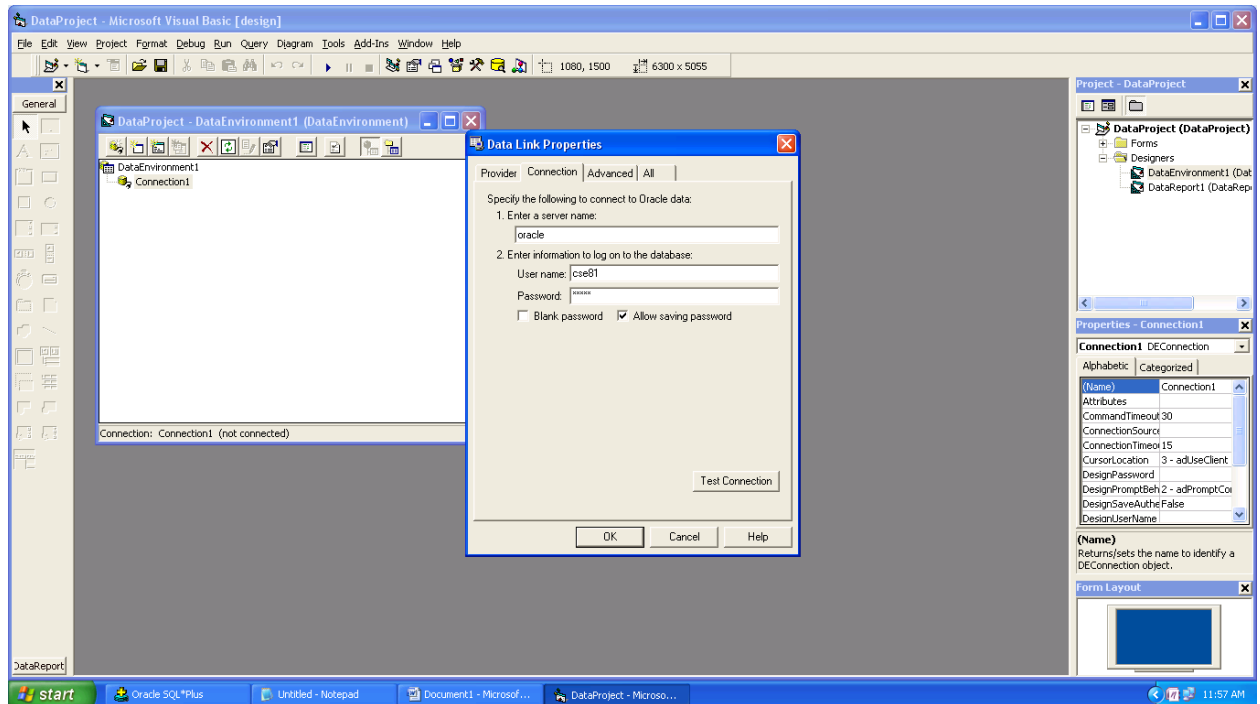 DataProject - Microsoft Visual Basic [design]
File Edit View Project Format Debug Run Query Diagram Tools Add-Ins Window Help
1080, 1500 6300 x 5055
General
DataProject - DataEnvironment1 (DataEnvironment)
DataEnvironment1
Connection1
Connection: Connection1 (not connected)
Data Link Properties
Provider Connection Advanced All
Specify the following to connect to Oracle data:
1. Enter a server name:
oracle
2. Enter information to log on to the database:
User name: cse81
Password: *****
Blank password Allow saving password
Test Connection
OK Cancel Help
Project - DataProject
DataProject (DataProject)
Forms
Designers
DataEnvironment1 (Dat
DataReport1 (DataRepo
Properties - Connection1
Connection1 DEConnection
Alphabetic Categorized
(Name) Connection1
Attributes
CommandTimeout 30
ConnectionSource
ConnectionTimeo 15
CursorLocation 3 - adUseClient
DesignPassword
DesignPromptBeh 2 - adPromptCo
DesignSaveAuthe False
DesignUserName
(Name)
Returns/sets the name to identify a
DEConnection object.
Form Layout
DataReport
start Oracle SQL*Plus Untitled - Notepad Document1 - Microsof... DataProject - Microso... 11:57 AM